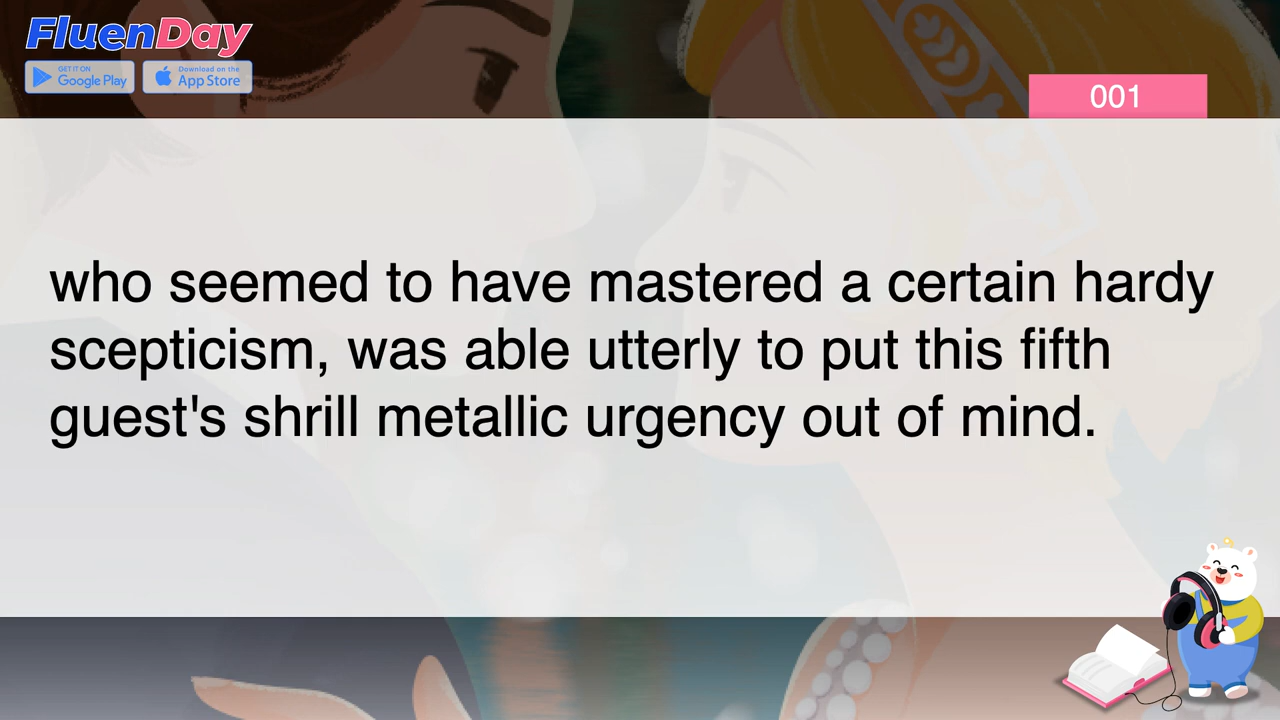 FluenDay
GET IT ON
Google Play
Download on the
App Store
001
who seemed to have mastered a certain hardy
scepticism, was able utterly to put this fifth
guest's shrill metallic urgency out of mind.